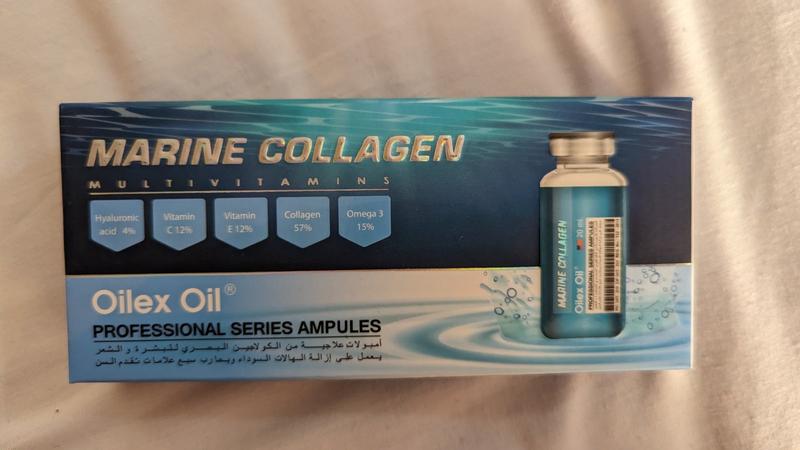 MARINE COLLAGEN
MULTIVITAMINS
Hyaluronic
acid 4%
Vitamin
C 12%
Vitamin
E 12%
Collagen
57%
Omega 3
15%
Oilex Oil®
PROFESSIONAL SERIES AMPULES
أمبولات علاجية من الكولاجين البحري للبشرة والشعر
يعمل على إزالة الهالات السوداء ويحارب سبع علامات تقدم السن
MARINE COLLAGEN
20 mL
Oilex Oil
PROFESSIONAL SERIES AMPULES